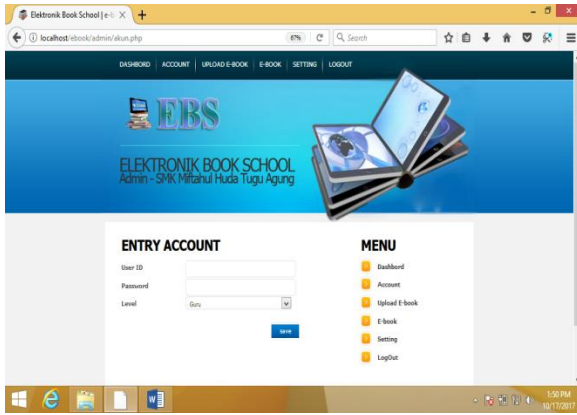 Elektronik Book School | e-b
localhost/ebook/admin/akun.php
67%
Search
DASHBORD | ACCOUNT | UPLOAD E-BOOK | E-BOOK | SETTING | LOGOUT
EBS
ELEKTRONIK BOOK SCHOOL
Admin - SMK Miftahul Huda Tugu Agung
ENTRY ACCOUNT
User ID
Password
Level
Guru
save
MENU
Dashbord
Account
Upload E-book
E-book
Setting
LogOut
1:50 PM
10/17/2017